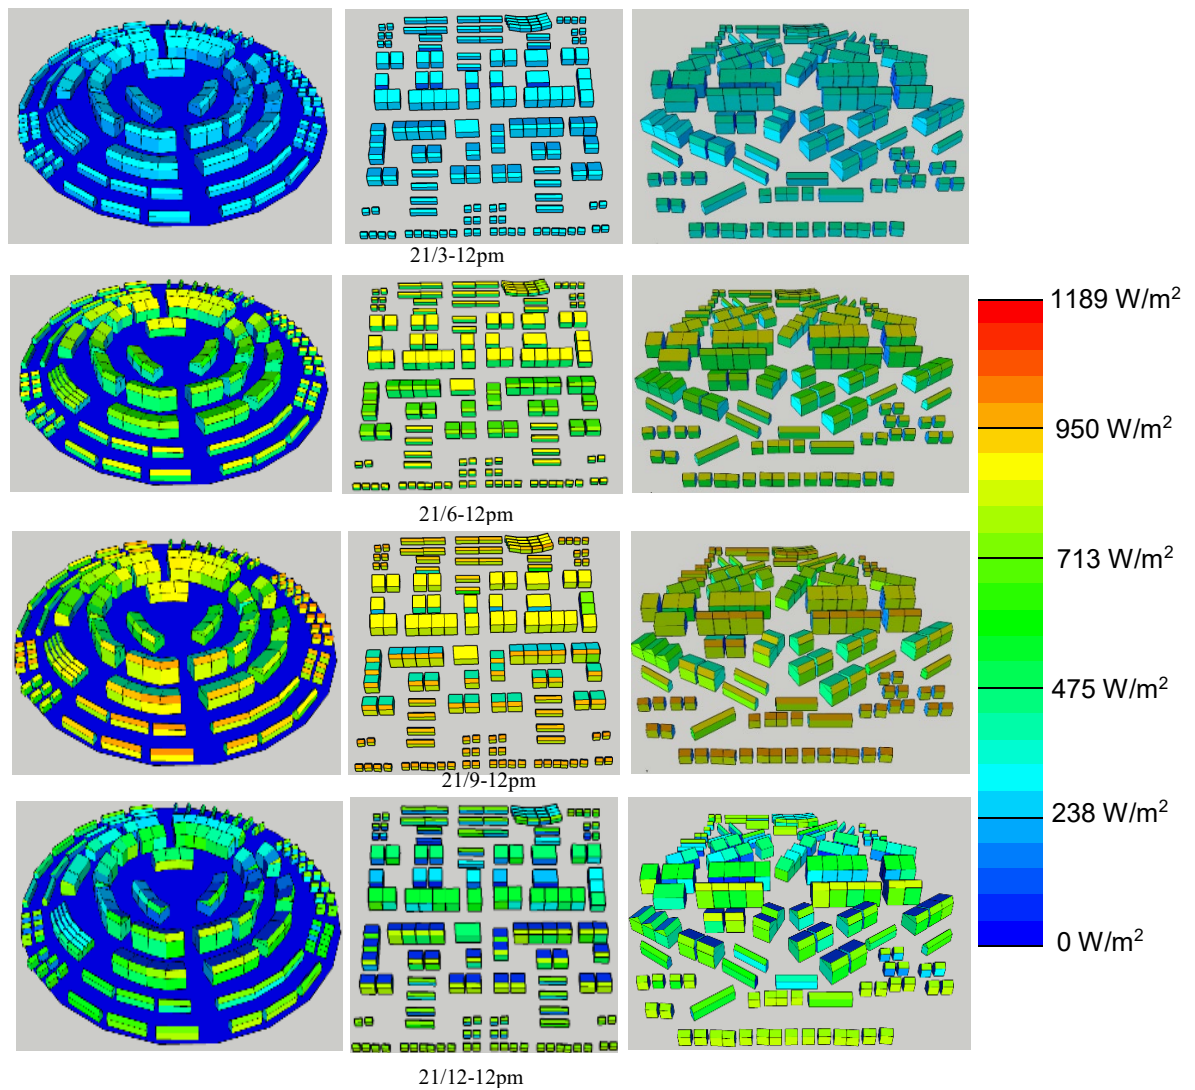 21/3-12pm
21/6-12pm
21/9-12pm
21/12-12pm
1189 W/m²
950 W/m²
713 W/m²
475 W/m²
238 W/m²
0 W/m²